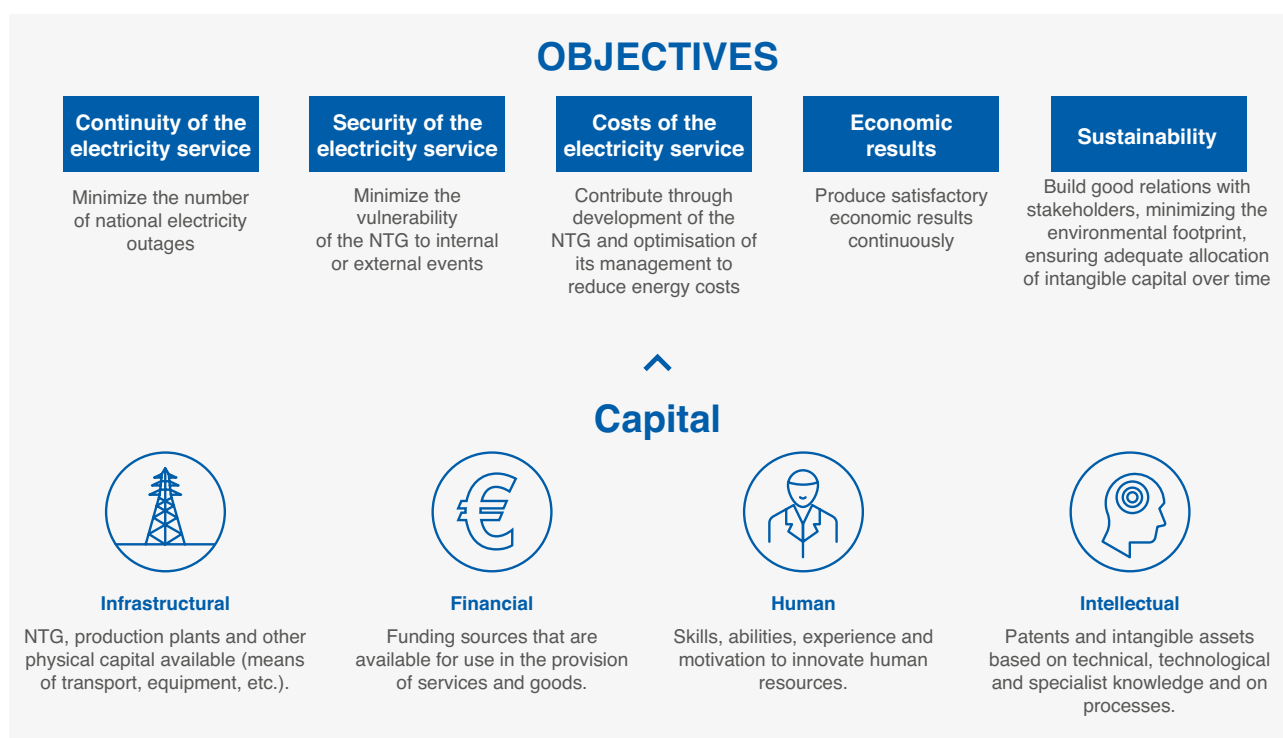 OBJECTIVES
Continuity of the
electricity service
Minimize the number
of national electricity
outages
Security of the
electricity service
Minimize the
vulnerability
of the NTG to internal
or external events
Costs of the
electricity service
Contribute through
development of the
NTG and optimisation of
its management to
reduce energy costs
Economic
results
Produce satisfactory
economic results
continuously
Sustainability
Build good relations with
stakeholders, minimizing the
environmental footprint,
ensuring adequate allocation
of intangible capital over time
Capital
Infrastructural
NTG, production plants and other
physical capital available (means
of transport, equipment, etc.).
€
Financial
Funding sources that are
available for use in the provision
of services and goods.
Human
Skills, abilities, experience and
motivation to innovate human
resources.
Intellectual
Patents and intangible assets
based on technical, technological
and specialist knowledge and on
processes.